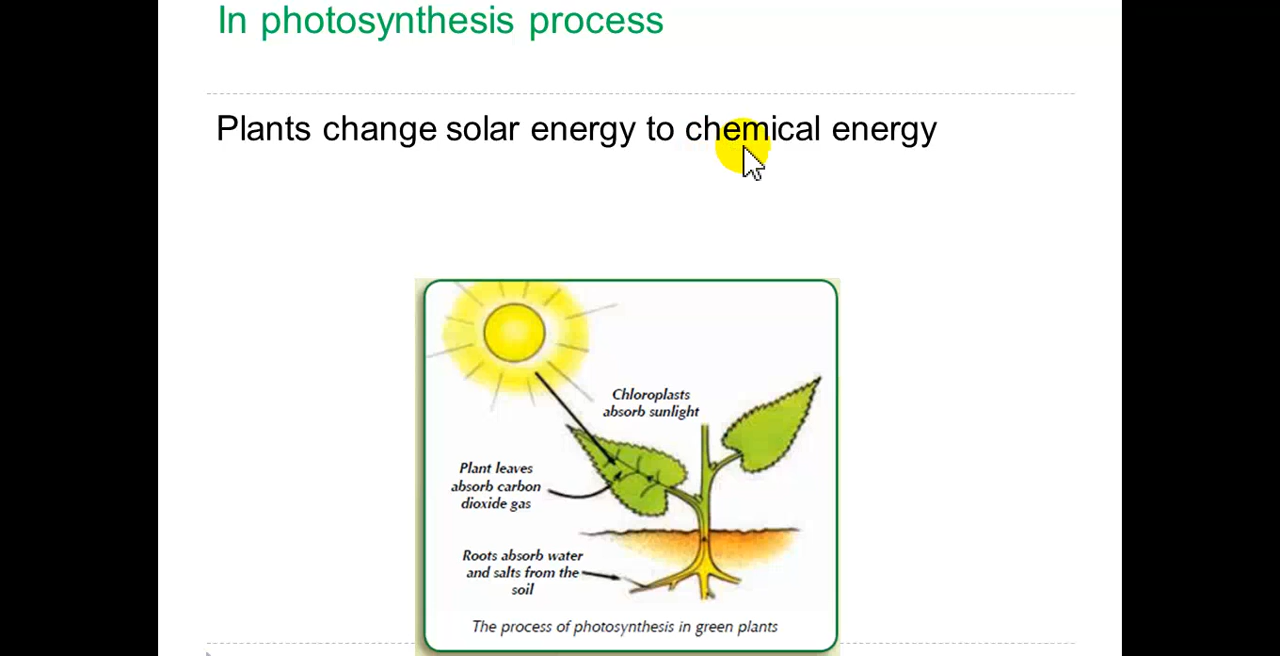 In photosynthesis process
Plants change solar energy to chemical energy
Chloroplasts
absorb sunlight
Plant leaves
absorb carbon
dioxide gas
Roots absorb water
and salts from the
soil
The process of photosynthesis in green plants